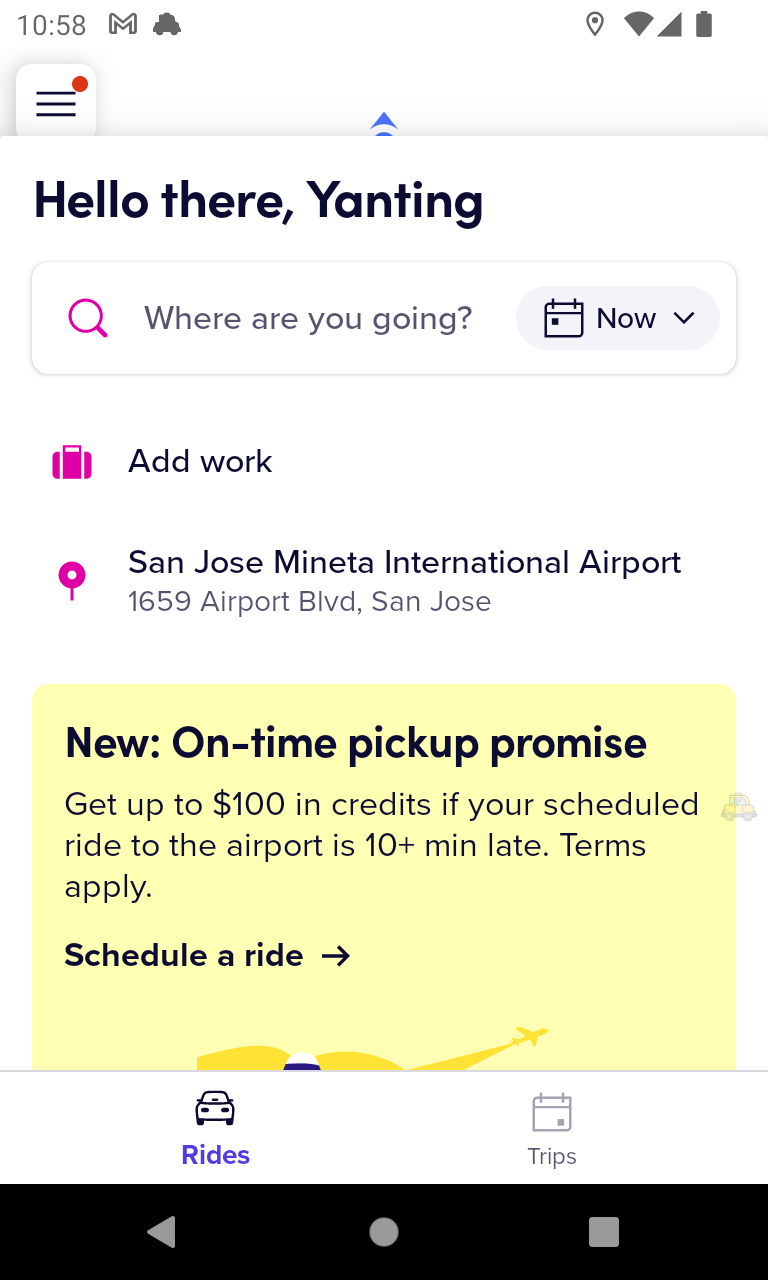 10:58
Hello there, Yanting
Where are you going?
Now
Add work
San Jose Mineta International Airport
1659 Airport Blvd, San Jose
New: On-time pickup promise
Get up to $100 in credits if your scheduled
ride to the airport is 10+ min late. Terms
apply.
Schedule a ride
Rides
Trips